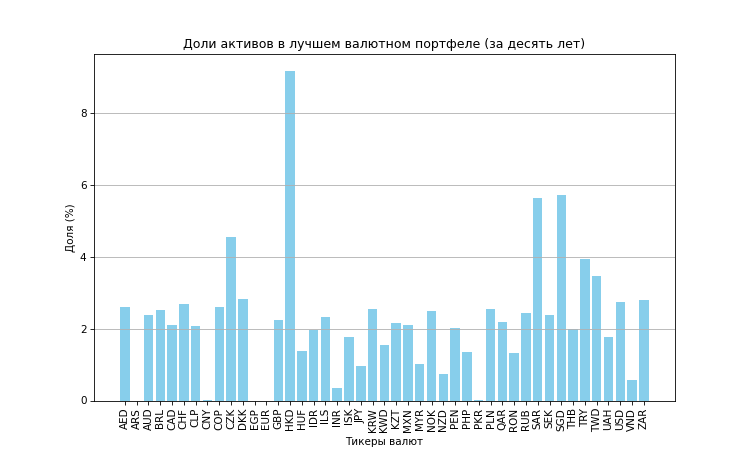 Доли активов в лучшем валютном портфеле (за десять лет)
Доля (%)
8
6
4
2
0
AED
ARS
AUD
BRL
CAD
CHF
CLP
CNY
COP
CZK
DKK
EGP
EUR
GBP
HKD
HUF
IDR
ILS
INR
ISK
JPY
KRW
KWD
KZT
MXN
MYR
NOK
NZD
PEN
PHP
PKR
PLN
QAR
RON
RUB
SAR
SEK
SGD
THB
TRY
TWD
UAH
USD
VND
ZAR
Тикеры валют